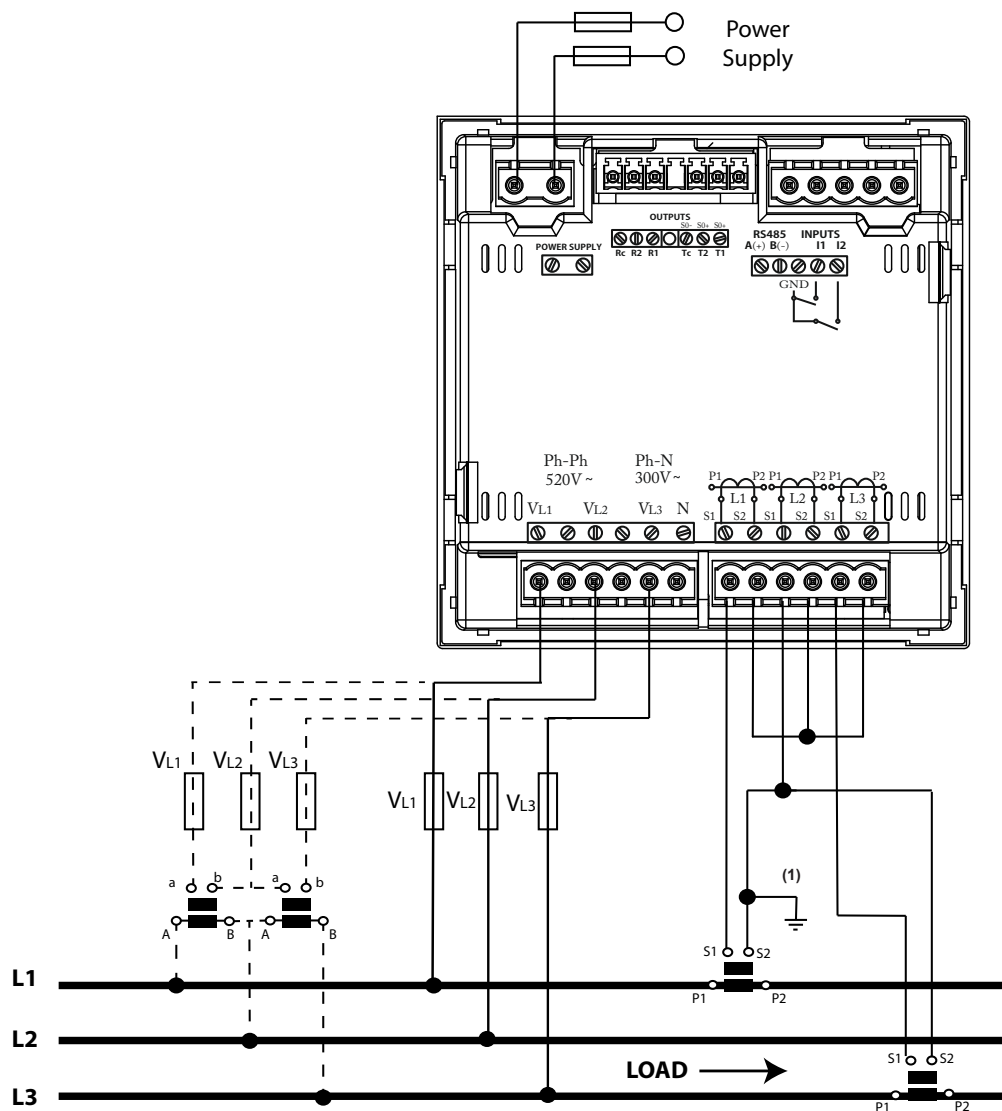 Power
Supply
OUTPUTS
S0- S0+ S0+
Rc R2 R1 Tc T2 T1
POWER SUPPLY
RS485 INPUTS
A(+) B(-) I1 I2
GND
Ph-Ph Ph-N
520V ~ 300V ~
P1 P2 P1 P2 P1 P2
L1 L2 L3
VL1 VL2 VL3 N
S1 S2 S1 S2 S1 S2
VL1 VL2 VL3
VL1 VL2 VL3
a b a b
(1)
A B A B
S1 S2
L1
P1 P2
L2
LOAD
S1 S2
L3
P1 P2